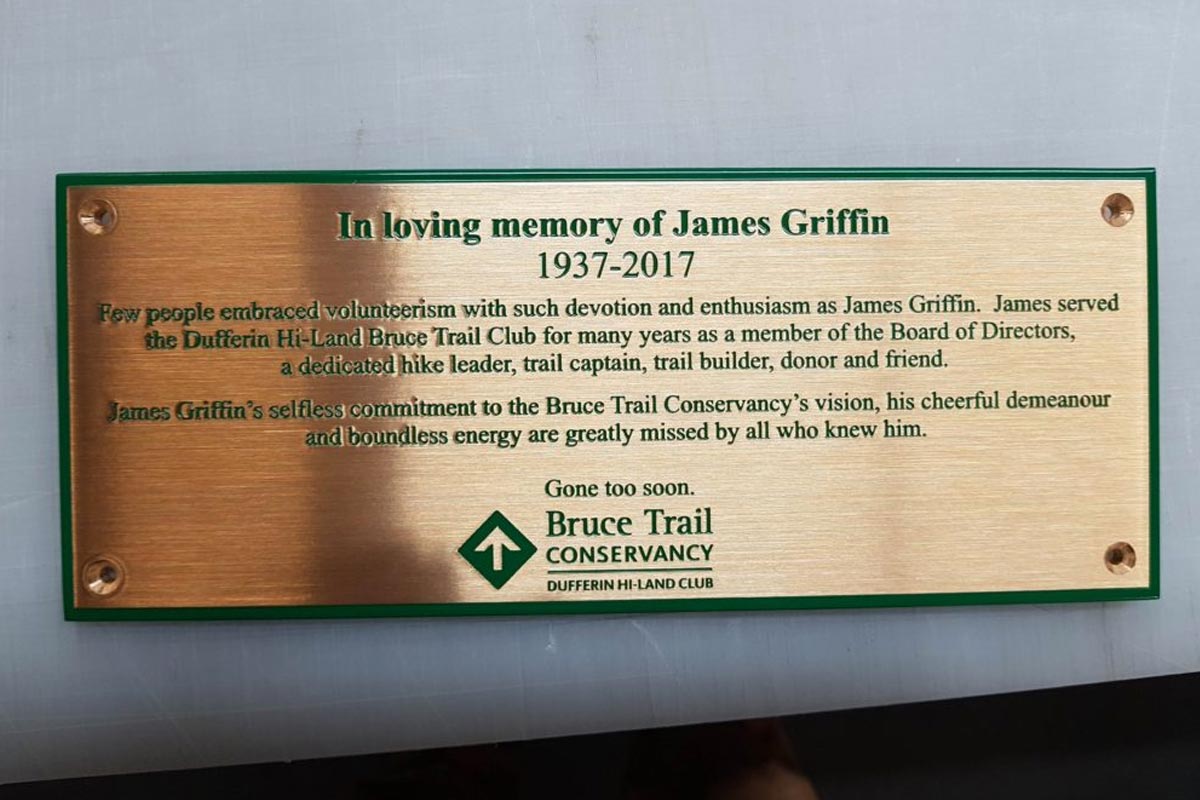 In loving memory of James Griffin
1937-2017
Few people embraced volunteerism with such devotion and enthusiasm as James Griffin.  James served
the Dufferin Hi-Land Bruce Trail Club for many years as a member of the Board of Directors,
a dedicated hike leader, trail captain, trail builder, donor and friend.
James Griffin's selfless commitment to the Bruce Trail Conservancy's vision, his cheerful demeanour
and boundless energy are greatly missed by all who knew him.
Gone too soon.
Bruce Trail
CONSERVANCY
DUFFERIN HI-LAND CLUB